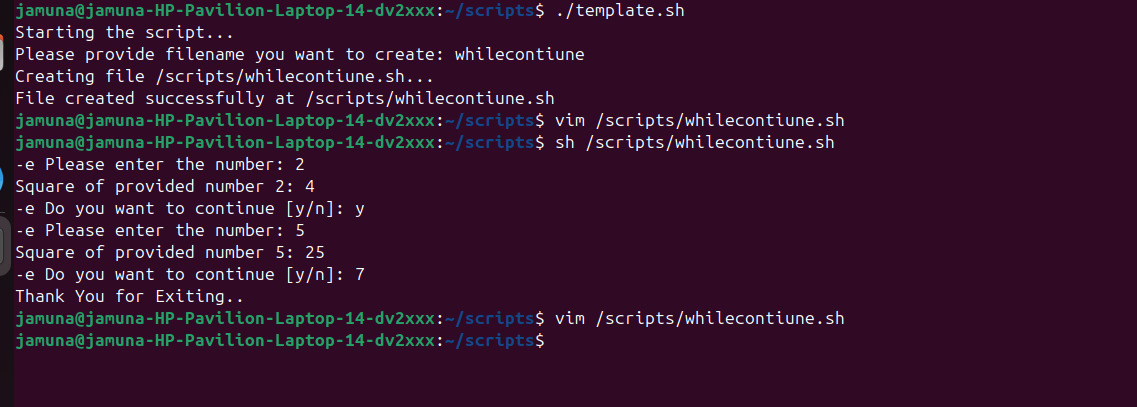 jamuna@jamuna-HP-Pavilion-Laptop-14-dv2xxx:~/scripts$ ./template.sh
Starting the script...
Please provide filename you want to create: whilecontiune
Creating file /scripts/whilecontiune.sh...
File created successfully at /scripts/whilecontiune.sh
jamuna@jamuna-HP-Pavilion-Laptop-14-dv2xxx:~/scripts$ vim /scripts/whilecontiune.sh
jamuna@jamuna-HP-Pavilion-Laptop-14-dv2xxx:~/scripts$ sh /scripts/whilecontiune.sh
-e Please enter the number: 2
Square of provided number 2: 4
-e Do you want to continue [y/n]: y
-e Please enter the number: 5
Square of provided number 5: 25
-e Do you want to continue [y/n]: 7
Thank You for Exiting..
jamuna@jamuna-HP-Pavilion-Laptop-14-dv2xxx:~/scripts$ vim /scripts/whilecontiune.sh
jamuna@jamuna-HP-Pavilion-Laptop-14-dv2xxx:~/scripts$